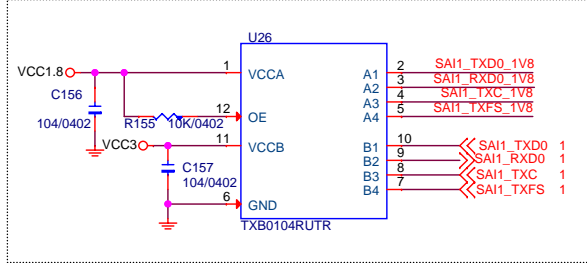 U26
VCC1.8
1
VCCA
A1
2
SAI1_TXD0_1V8
A2
3
SAI1_RXD0_1V8
A3
4
SAI1_TXC_1V8
A4
5
SAI1_TXFS_1V8
C156
104/0402
R155
10K/0402
12
OE
VCC3
11
VCCB
B1
10
SAI1_TXD0 1
B2
9
SAI1_RXD0 1
B3
8
SAI1_TXC 1
B4
7
SAI1_TXFS 1
C157
104/0402
6
GND
TXB0104RUTR